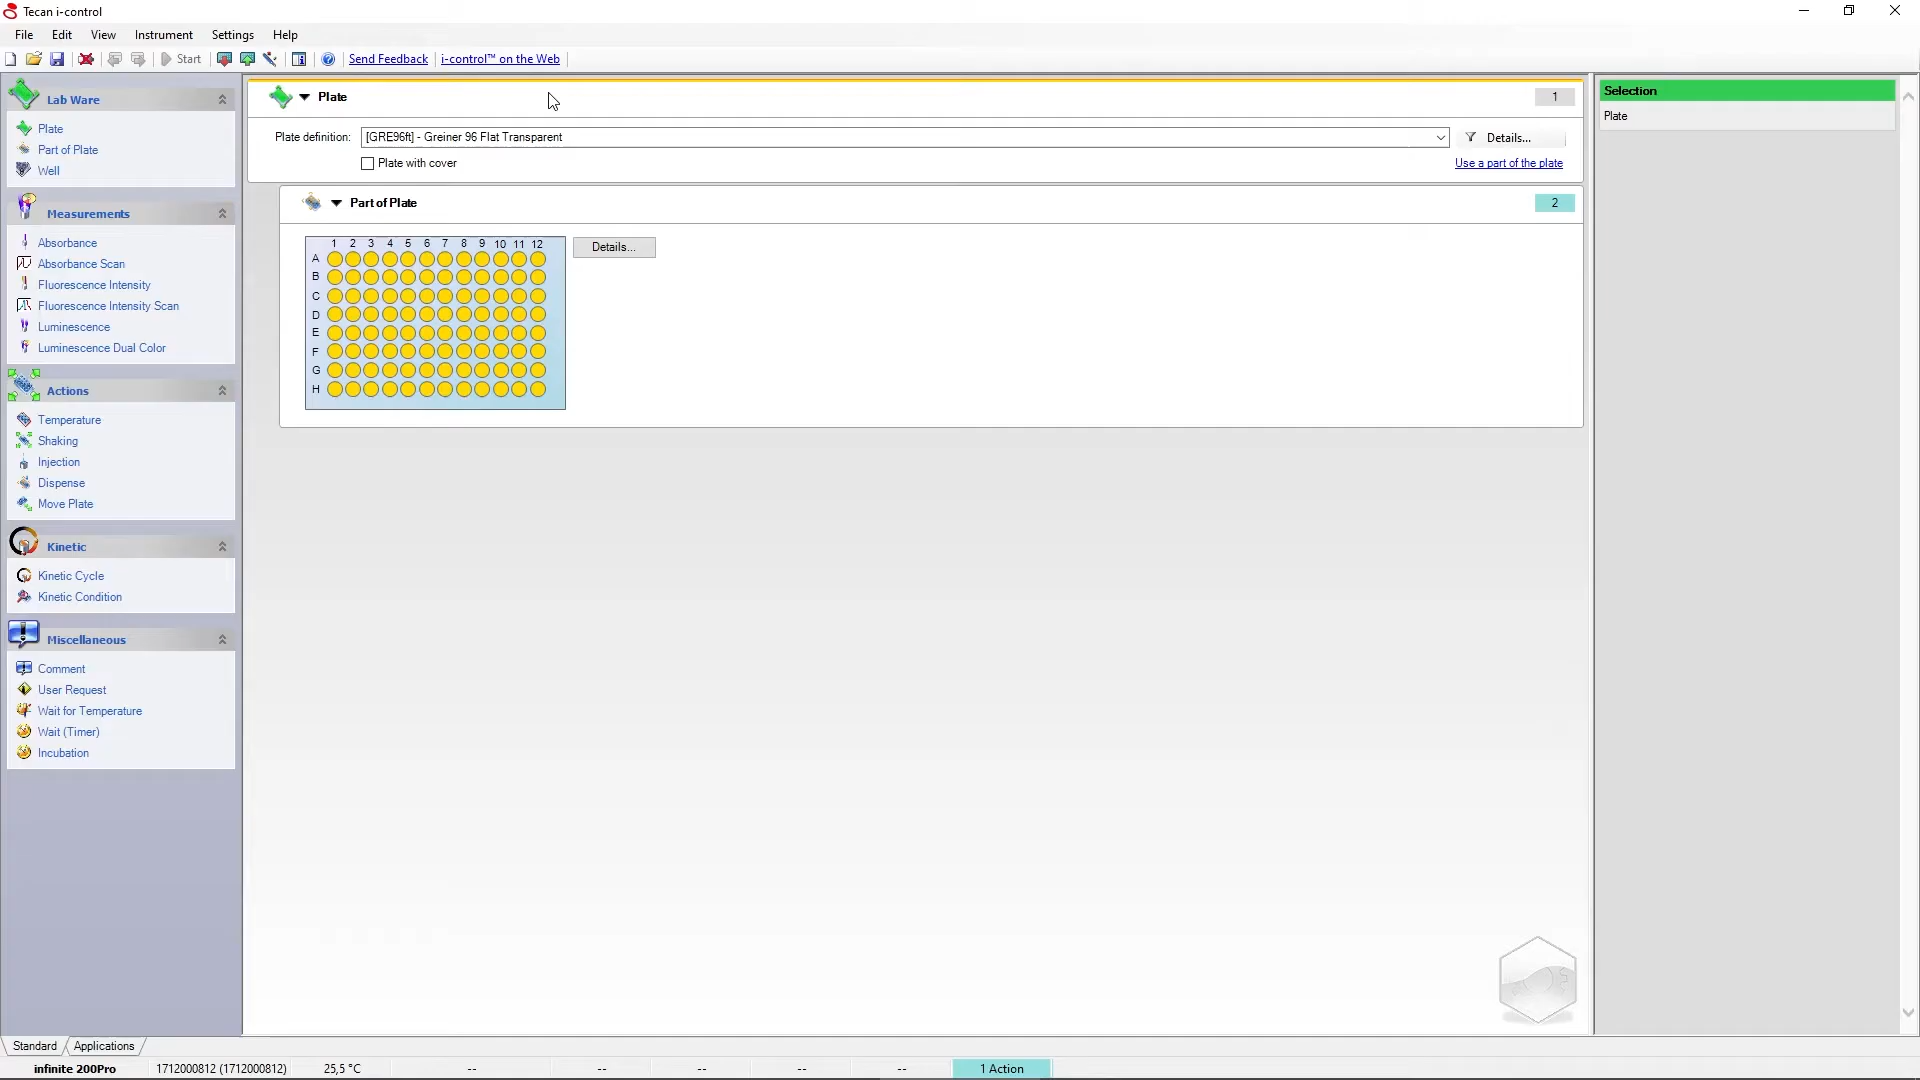 Tecan i-control
File Edit View Instrument Settings Help
Start Send Feedback i-control™ on the Web
Lab Ware
Plate
Part of Plate
Well
Measurements
Absorbance
Absorbance Scan
Fluorescence Intensity
Fluorescence Intensity Scan
Luminescence
Luminescence Dual Color
Actions
Temperature
Shaking
Injection
Dispense
Move Plate
Kinetic
Kinetic Cycle
Kinetic Condition
Miscellaneous
Comment
User Request
Wait for Temperature
Wait (Timer)
Incubation
Plate 1
Plate definition: [GRE96ft] - Greiner 96 Flat Transparent Details...
Plate with cover Use a part of the plate
Part of Plate 2
1 2 3 4 5 6 7 8 9 10 11 12
Details...
A
B
C
D
E
F
G
H
Selection
Plate
Standard Applications
infinite 200Pro 1712000812 (1712000812) 25,5 °C -- -- -- -- -- 1 Action